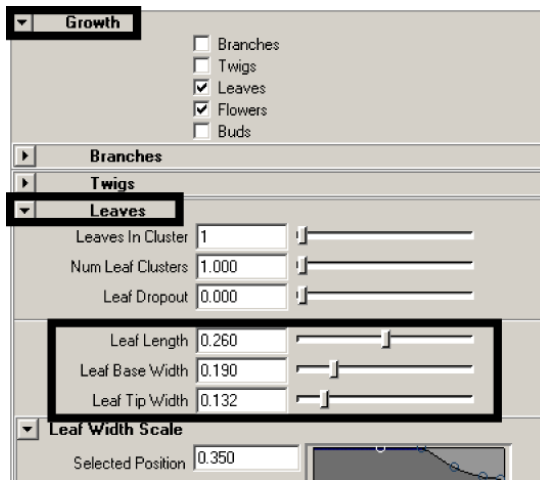 Growth
Branches
Twigs
Leaves
Flowers
Buds
Branches
Twigs
Leaves
Leaves In Cluster 1
Num Leaf Clusters 1.000
Leaf Dropout 0.000
Leaf Length 0.260
Leaf Base Width 0.190
Leaf Tip Width 0.132
Leaf Width Scale
Selected Position 0.350